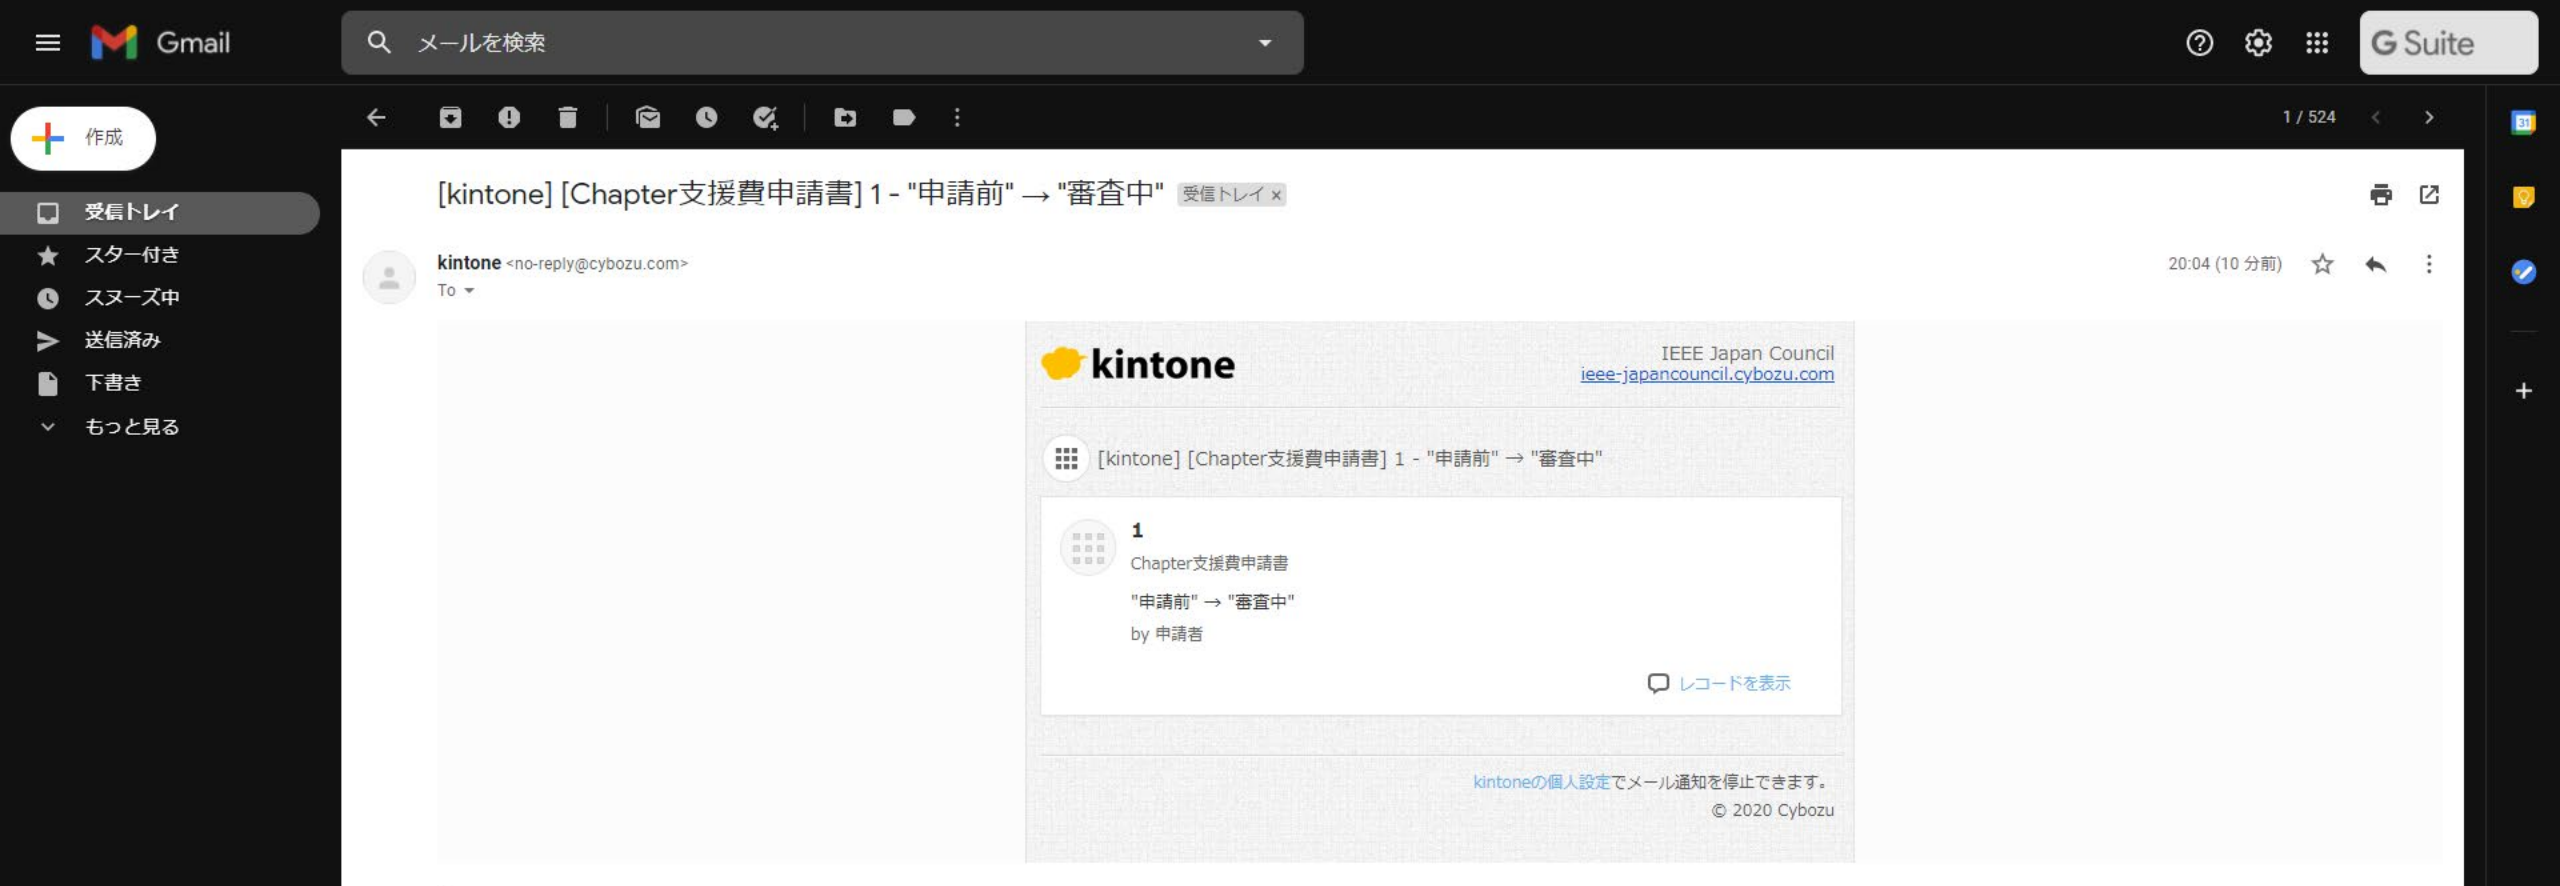 Gmail
メールを検索
G Suite
作成
1 / 524
31
受信トレイ
スター付き
スヌーズ中
送信済み
下書き
もっと見る
[kintone] [Chapter支援費申請書] 1 - "申請前" → "審査中" 受信トレイ ×
kintone <no-reply@cybozu.com>
20:04 (10 分前)
To
kintone
IEEE Japan Council
ieee-japancouncil.cybozu.com
[kintone] [Chapter支援費申請書] 1 - "申請前" → "審査中"
1
Chapter支援費申請書
"申請前" → "審査中"
by 申請者
レコードを表示
kintoneの個人設定でメール通知を停止できます。
© 2020 Cybozu